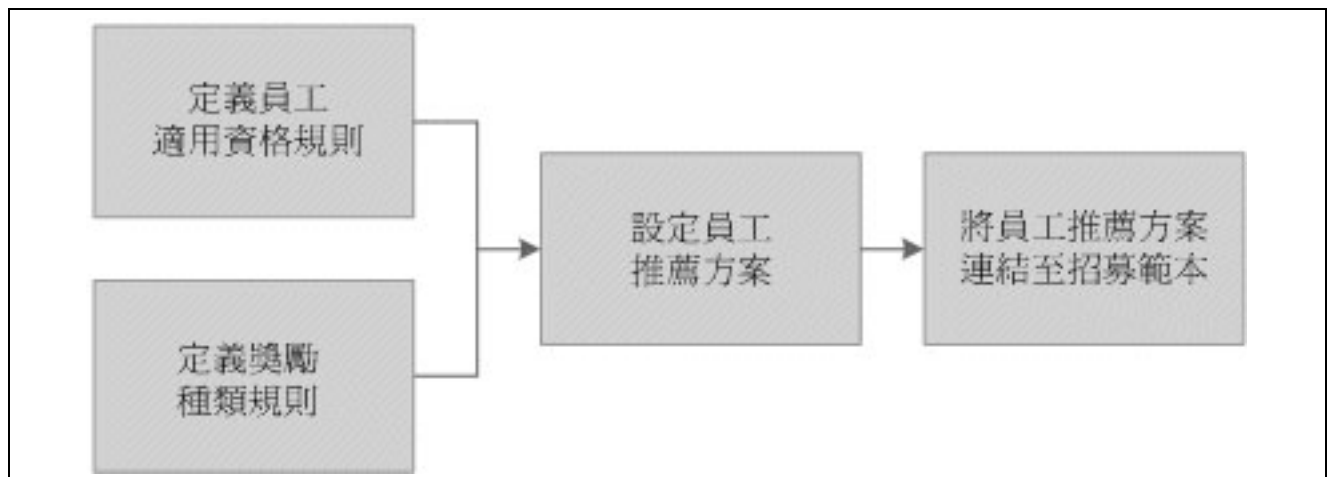 定義員工
適用資格規則
定義獎勵
種類規則
設定員工
推薦方案
將員工推薦方案
連結至招募範本